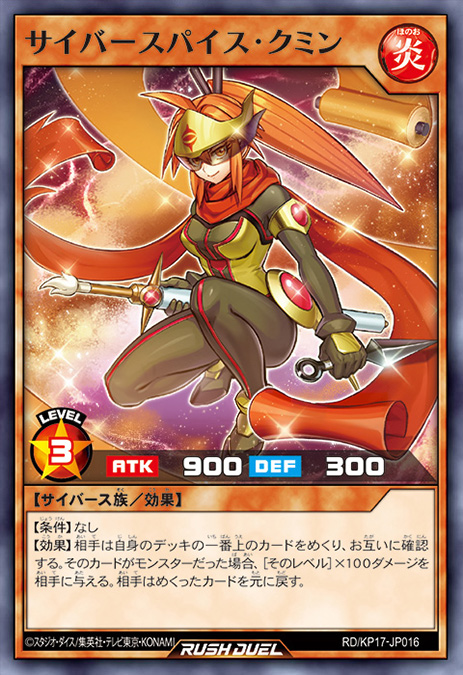 サイバースパイス・クミン
ほのお
炎
LEVEL
3
ATK 900 DEF 300
【サイバース族／効果】
【条件】なし
【効果】相手は自身のデッキの一番上のカードをめくり、お互いに確認
する。そのカードがモンスターだった場合、[そのレベル]×100ダメージを
相手に与える。相手はめくったカードを元に戻す。
©スタジオ・ダイス/集英社・テレビ東京・KONAMI
RUSH DUEL
RD/KP17-JP016